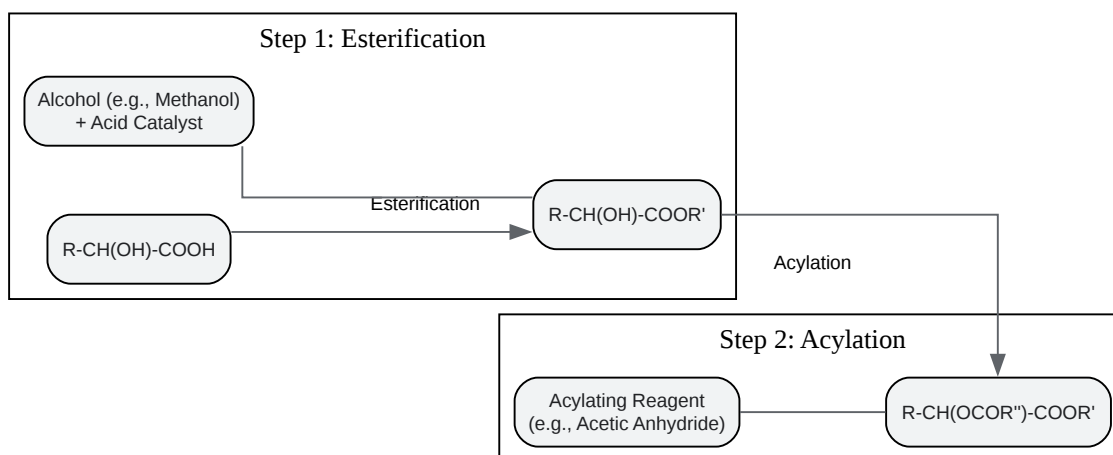 Step 1: Esterification
Alcohol (e.g., Methanol)
+ Acid Catalyst
Esterification
R-CH(OH)-COOR'
R-CH(OH)-COOH
Acylation
Step 2: Acylation
Acylating Reagent
(e.g., Acetic Anhydride)
R-CH(OCOR")-COOR'